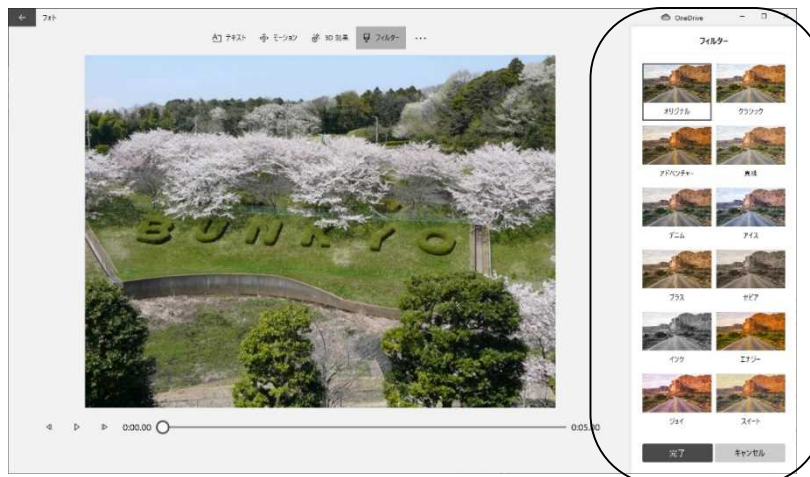 フォト
OneDrive
テキスト モーション 3D 効果 フィルター
フィルター
オリジナル クラシック
アドベンチャー 真珠
デニム アイス
ブラス セピア
インク エナジー
ジョイ スイート
BUNKYO
0:00.00 0:05.00
完了 キャンセル